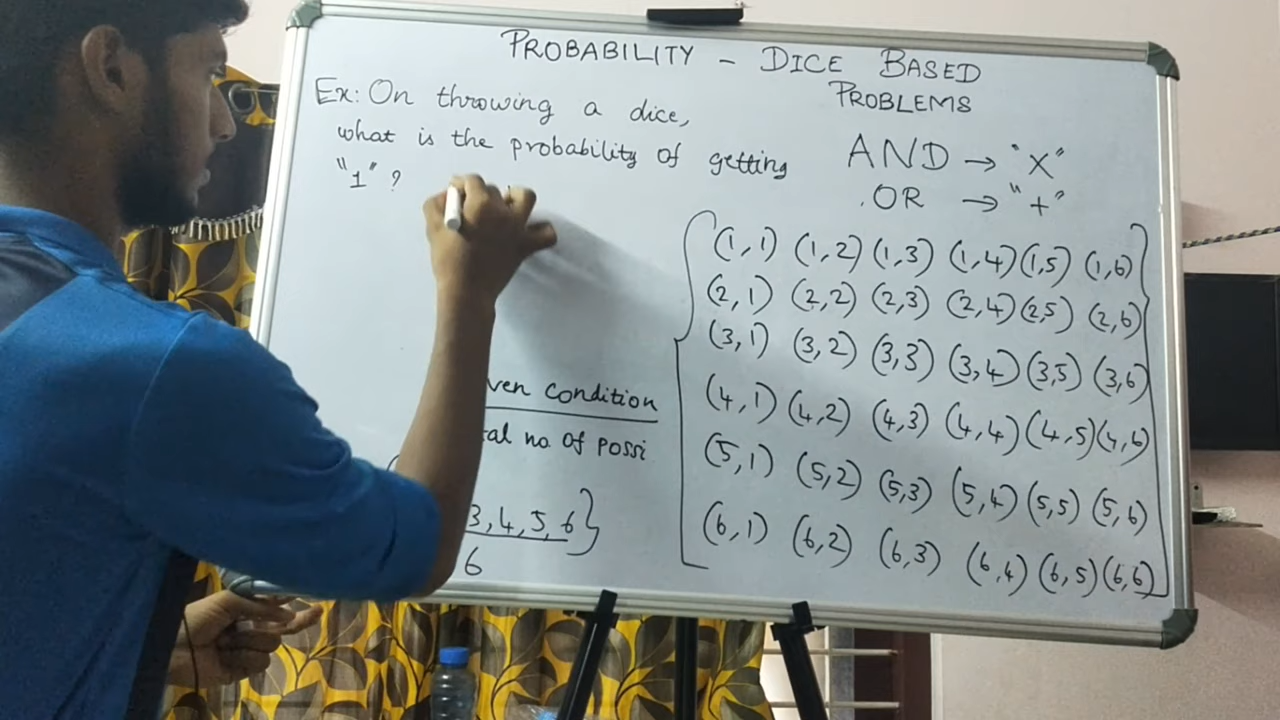 PROBABILITY - DICE BASED
PROBLEMS
Ex: On throwing a dice,
what is the probability of getting
"1" ?
AND → "X"
OR → "+"
ven condition
tal no. of possi
3, 4, 5, 6}
6
(1,1) (1,2) (1,3) (1,4) (1,5) (1,6)
(2,1) (2,2) (2,3) (2,4) (2,5) (2,6)
(3,1) (3,2) (3,3) (3,4) (3,5) (3,6)
(4,1) (4,2) (4,3) (4,4) (4,5) (4,6)
(5,1) (5,2) (5,3) (5,4) (5,5) (5,6)
(6,1) (6,2) (6,3) (6,4) (6,5) (6,6)